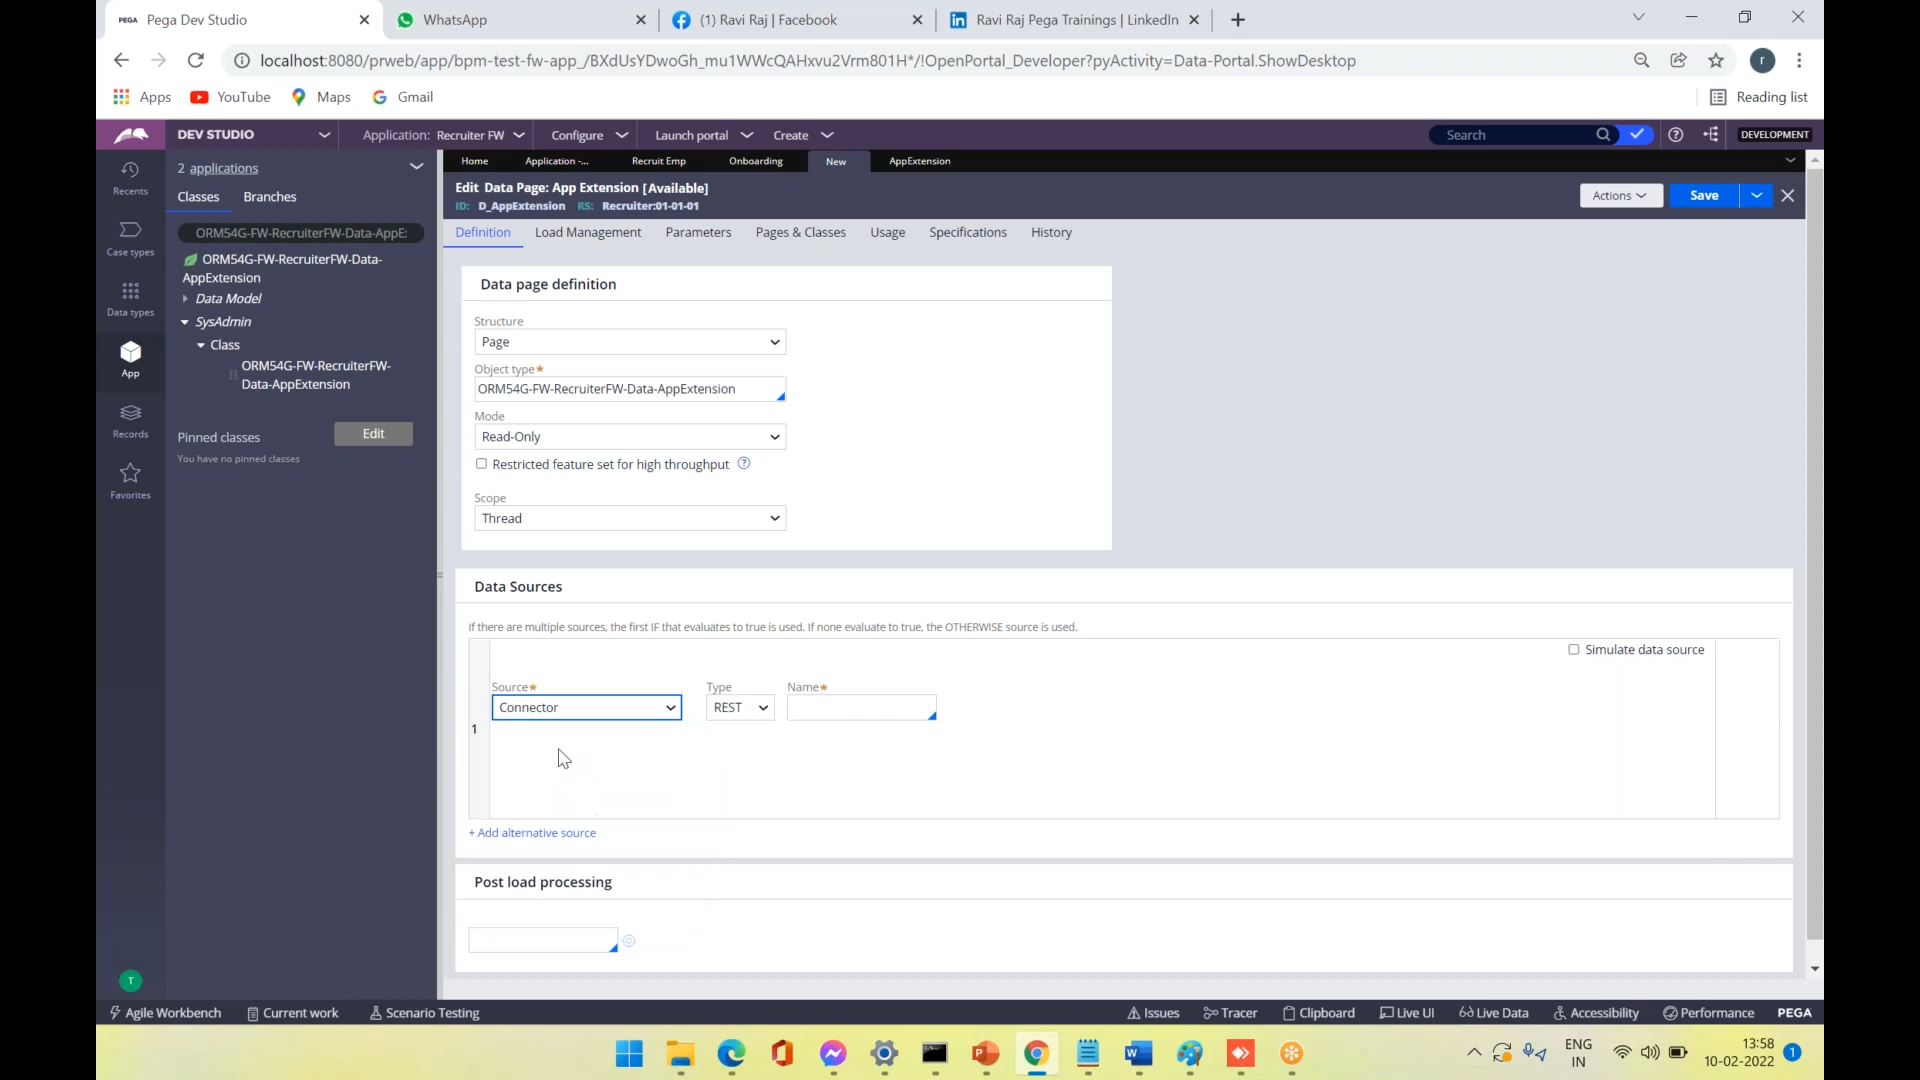 PEGA Pega Dev Studio
WhatsApp
(1) Ravi Raj | Facebook
Ravi Raj Pega Trainings | LinkedIn
localhost:8080/prweb/app/bpm-test-fw-app_/BXdUsYDwoGh_mu1WWcQAHxvu2Vrm801H*/!OpenPortal_Developer?pyActivity=Data-Portal.ShowDesktop
r
Apps YouTube Maps Gmail
Reading list
DEV STUDIO
Application: Recruiter FW
Configure
Launch portal
Create
Search
DEVELOPMENT
Recents
Case types
Data types
App
Records
Favorites
T
2 applications
Classes Branches
ORM54G-FW-RecruiterFW-Data-AppE:
ORM54G-FW-RecruiterFW-Data-
AppExtension
Data Model
SysAdmin
Class
ORM54G-FW-RecruiterFW-
Data-AppExtension
Pinned classes
Edit
You have no pinned classes
Home Application -... Recruit Emp Onboarding New AppExtension
Edit Data Page: App Extension [Available]
ID: D_AppExtension RS: Recruiter:01-01-01
Actions
Save
Definition Load Management Parameters Pages & Classes Usage Specifications History
Data page definition
Structure
Page
Object type*
ORM54G-FW-RecruiterFW-Data-AppExtension
Mode
Read-Only
Restricted feature set for high throughput ?
Scope
Thread
Data Sources
If there are multiple sources, the first IF that evaluates to true is used. If none evaluate to true, the OTHERWISE source is used.
Simulate data source
Source* Type Name*
Connector REST
1
+ Add alternative source
Post load processing
Agile Workbench Current work Scenario Testing
Issues Tracer Clipboard Live UI Live Data Accessibility Performance PEGA
ENG
IN
13:58
10-02-2022
1